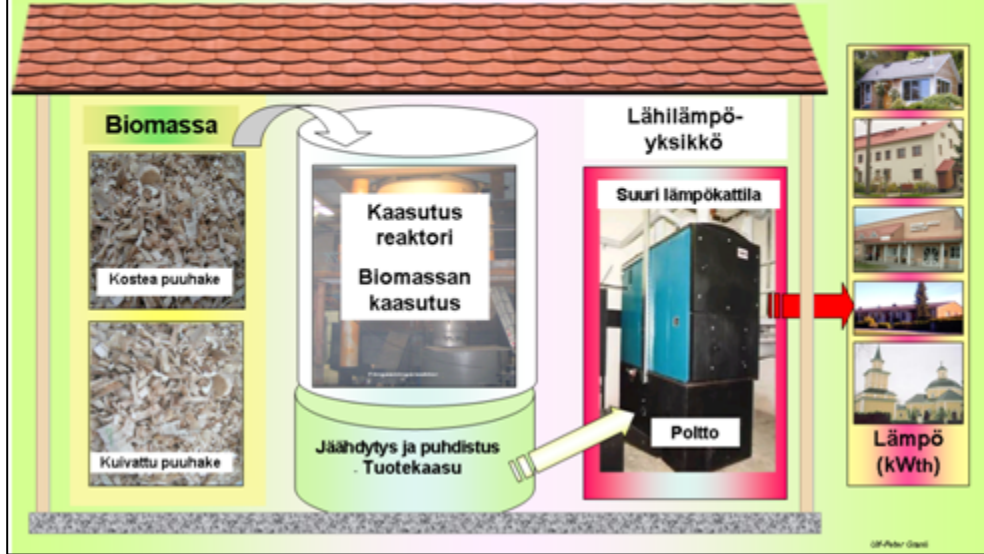 Biomassa
Kostea puuhake
Kuivattu puuhake
Kaasutus
reaktori
Biomassan
kaasutus
Jäähdytys ja puhdistus
- Tuotekaasu
Lähilämpö-
yksikkö
Suuri lämpökattila
Poltto
Lämpö
(kWth)
Ulf-Peter Granö